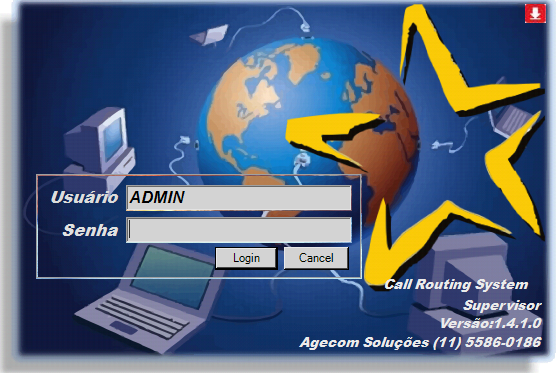 Usuário ADMIN
Senha
Login Cancel
Call Routing System
Supervisor
Versão:1.4.1.0
Agecom Soluções (11) 5586-0186